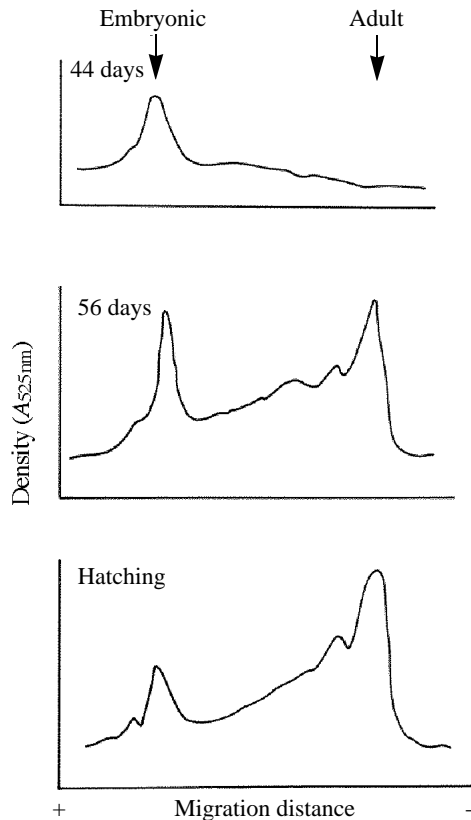 Embryonic Adult
44 days
56 days
Density (A525nm)
Hatching
+ Migration distance -